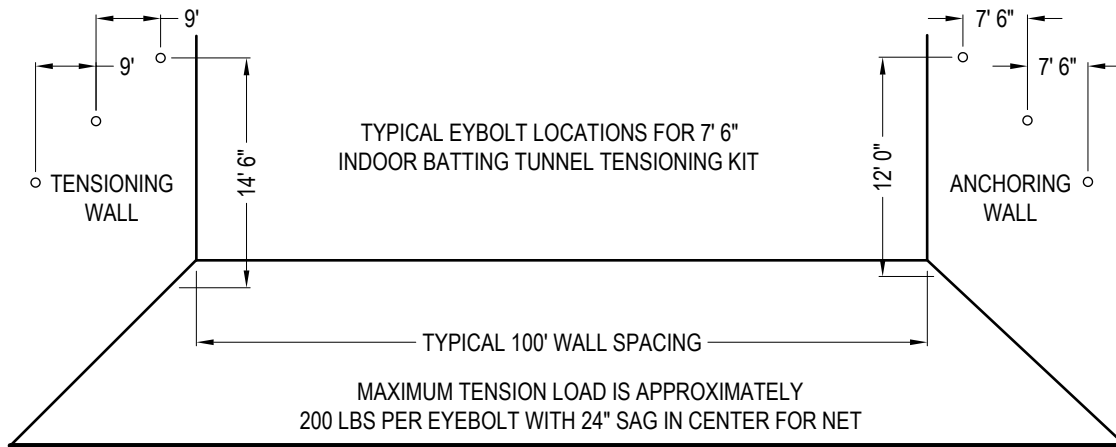 9'
7' 6"
9'
7' 6"
TYPICAL EYBOLT LOCATIONS FOR 7' 6"
INDOOR BATTING TUNNEL TENSIONING KIT
14' 6"
12' 0"
TENSIONING
WALL
ANCHORING
WALL
TYPICAL 100' WALL SPACING
MAXIMUM TENSION LOAD IS APPROXIMATELY
200 LBS PER EYEBOLT WITH 24" SAG IN CENTER FOR NET